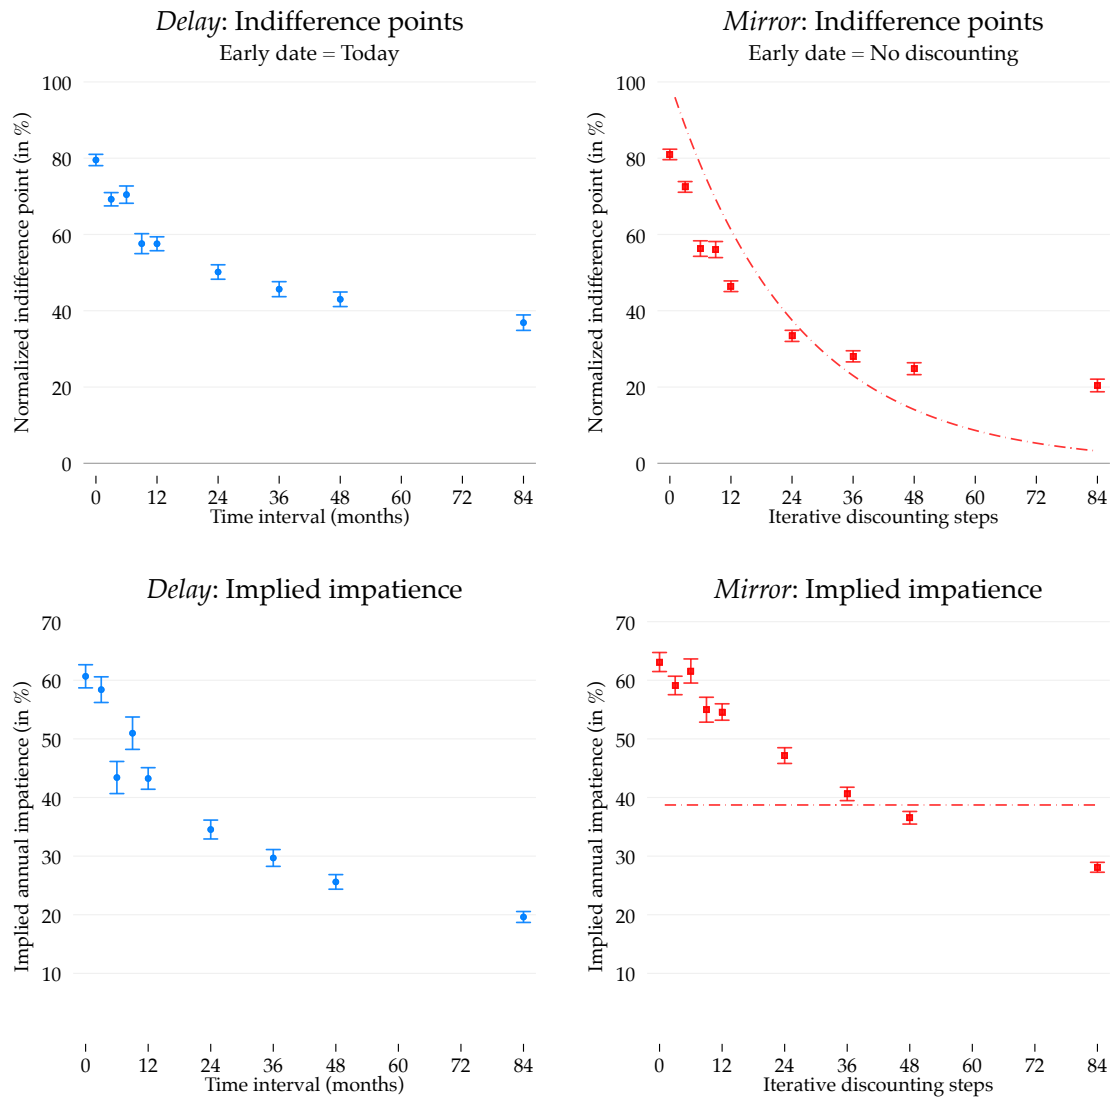 Delay: Indifference points
Early date = Today
Normalized indifference point (in %)
100
80
60
40
20
0
0 12 24 36 48 60 72 84
Time interval (months)
Mirror: Indifference points
Early date = No discounting
Normalized indifference point (in %)
100
80
60
40
20
0
0 12 24 36 48 60 72 84
Iterative discounting steps
Delay: Implied impatience
Implied annual impatience (in %)
70
60
50
40
30
20
10
0 12 24 36 48 60 72 84
Time interval (months)
Mirror: Implied impatience
Implied annual impatience (in %)
70
60
50
40
30
20
10
0 12 24 36 48 60 72 84
Iterative discounting steps